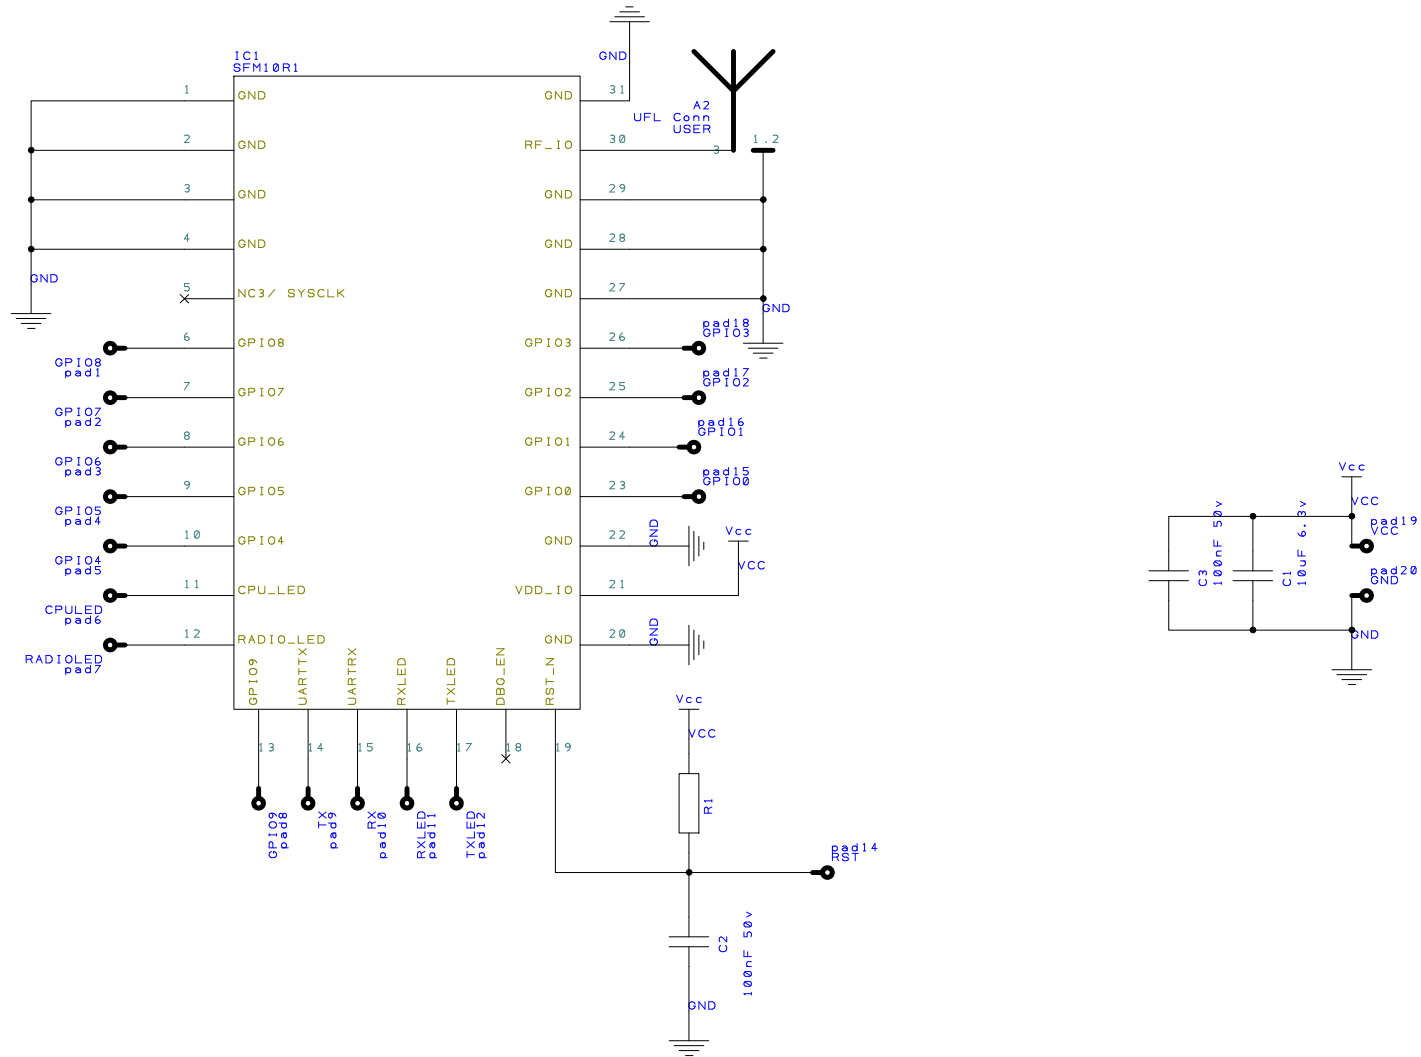 GND
IC1
SFM10R1
1 GND
GND 31
A2
UFL Conn
USER
2 GND
RF_IO 30
3
1.2
3 GND
GND 29
4 GND
GND 28
GND
5 NC3/ SYSCLK
GND 27
GND
6 GPIO8
GPIO3 26
pad18
GPIO3
GPIO8
pad1
7 GPIO7
GPIO2 25
pad17
GPIO2
GPIO7
pad2
8 GPIO6
GPIO1 24
pad16
GPIO1
GPIO6
pad3
9 GPIO5
GPIO0 23
pad15
GPIO0
GPIO5
pad4
10 GPIO4
GND 22
GND
Vcc
VCC
GPIO4
pad5
11 CPU_LED
VDD_IO 21
CPULED
pad6
12 RADIO_LED
GND 20
GND
RADIOLED
pad7
GPIO9
UARTTX
UARTRX
RXLED
TXLED
DBG_EN
RST_N
13
14
15
16
17
18
19
GPIO9
pad8
TX
pad9
RX
pad10
RXLED
pad11
TXLED
pad12
Vcc
VCC
R1
pad14
RST
C2
100nF 50v
GND
Vcc
VCC
C3
100nF 50v
C1
10uF 6.3v
pad19
VCC
pad20
GND
GND